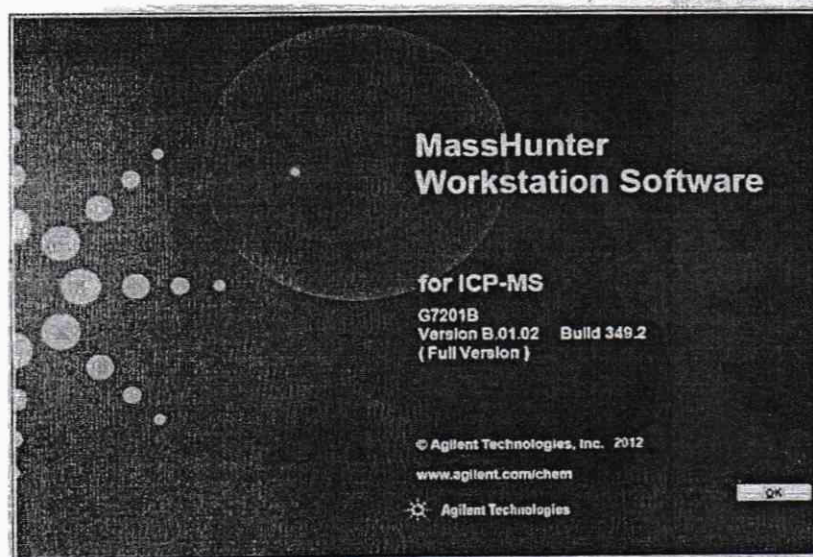 MassHunter
Workstation Software
for ICP-MS
G7201B
Version B.01.02 Build 349.2
( Full Version )
© Agilent Technologies, Inc. 2012
www.agilent.com/chem
Agilent Technologies
OK